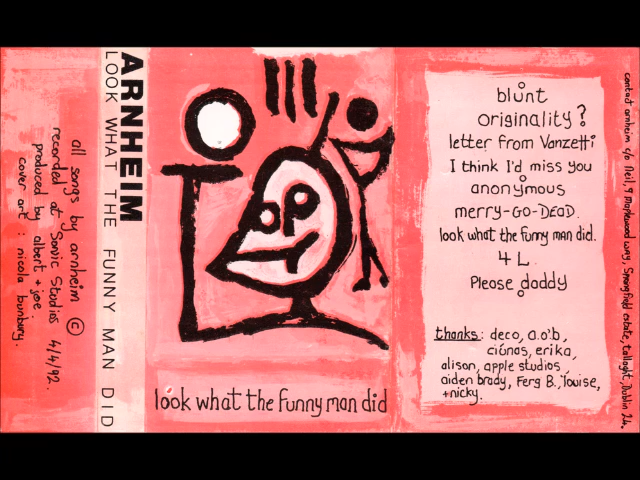 all songs by arnheim ©
recorded at Sonic Studios 4/4/92.
produced by albert + joe.
cover art : nicola bunbury.
ARNHEIM
LOOK WHAT THE FUNNY MAN DID
look what the funny man did
blunt
originality?
letter from Vanzetti
I think I'd miss you
anonymous
merry-GO-DEAD.
look what the funny man did.
4 L
Please daddy
thanks: deco, a.o'b,
ciónas, erika,
alison, apple studios,
aiden brady, Ferg B. louise,
+nicky.
contact arnheim c/o Neil, 9 Maplewood way, Springfield estate, tallaght, Dublin 24.